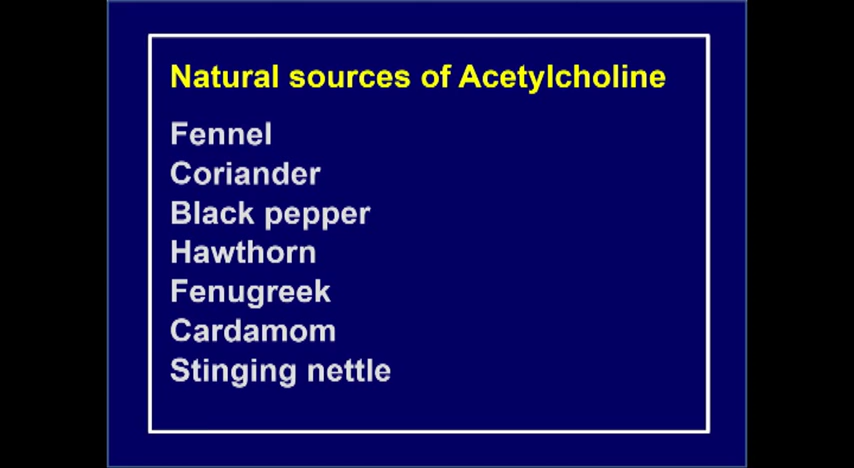 Natural sources of Acetylcholine
Fennel
Coriander
Black pepper
Hawthorn
Fenugreek
Cardamom
Stinging nettle